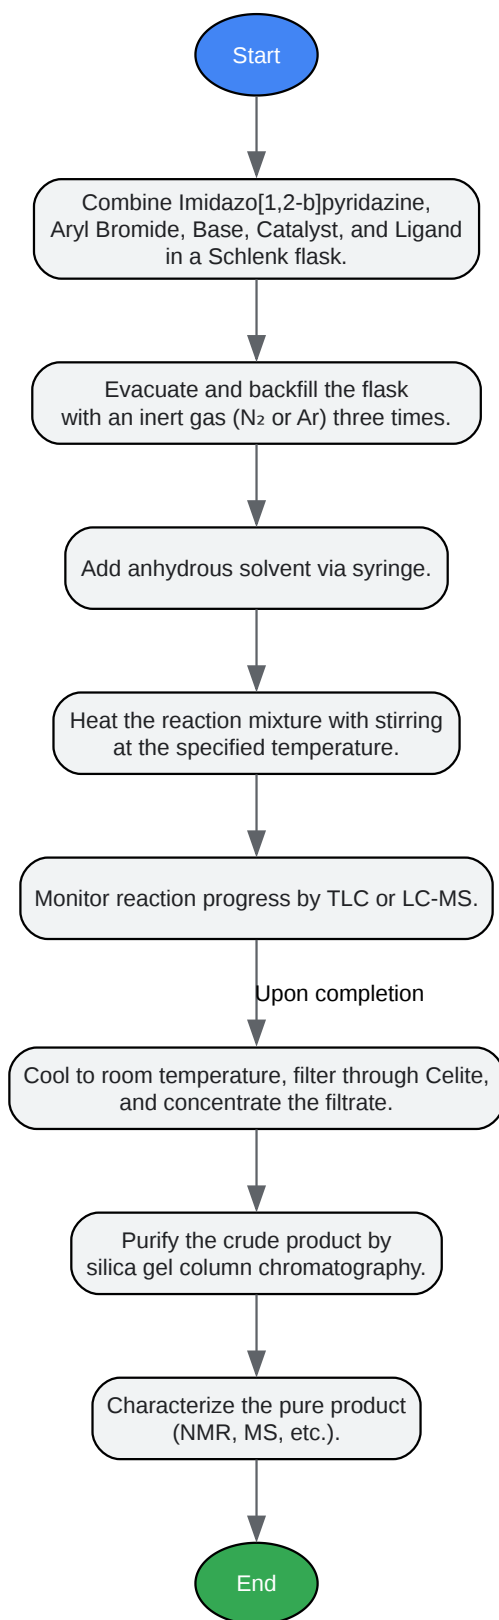 Start
Combine Imidazo[1,2-b]pyridazine,
Aryl Bromide, Base, Catalyst, and Ligand
in a Schlenk flask.
Evacuate and backfill the flask
with an inert gas (N₂ or Ar) three times.
Add anhydrous solvent via syringe.
Heat the reaction mixture with stirring
at the specified temperature.
Monitor reaction progress by TLC or LC-MS.
Upon completion
Cool to room temperature, filter through Celite,
and concentrate the filtrate.
Purify the crude product by
silica gel column chromatography.
Characterize the pure product
(NMR, MS, etc.).
End